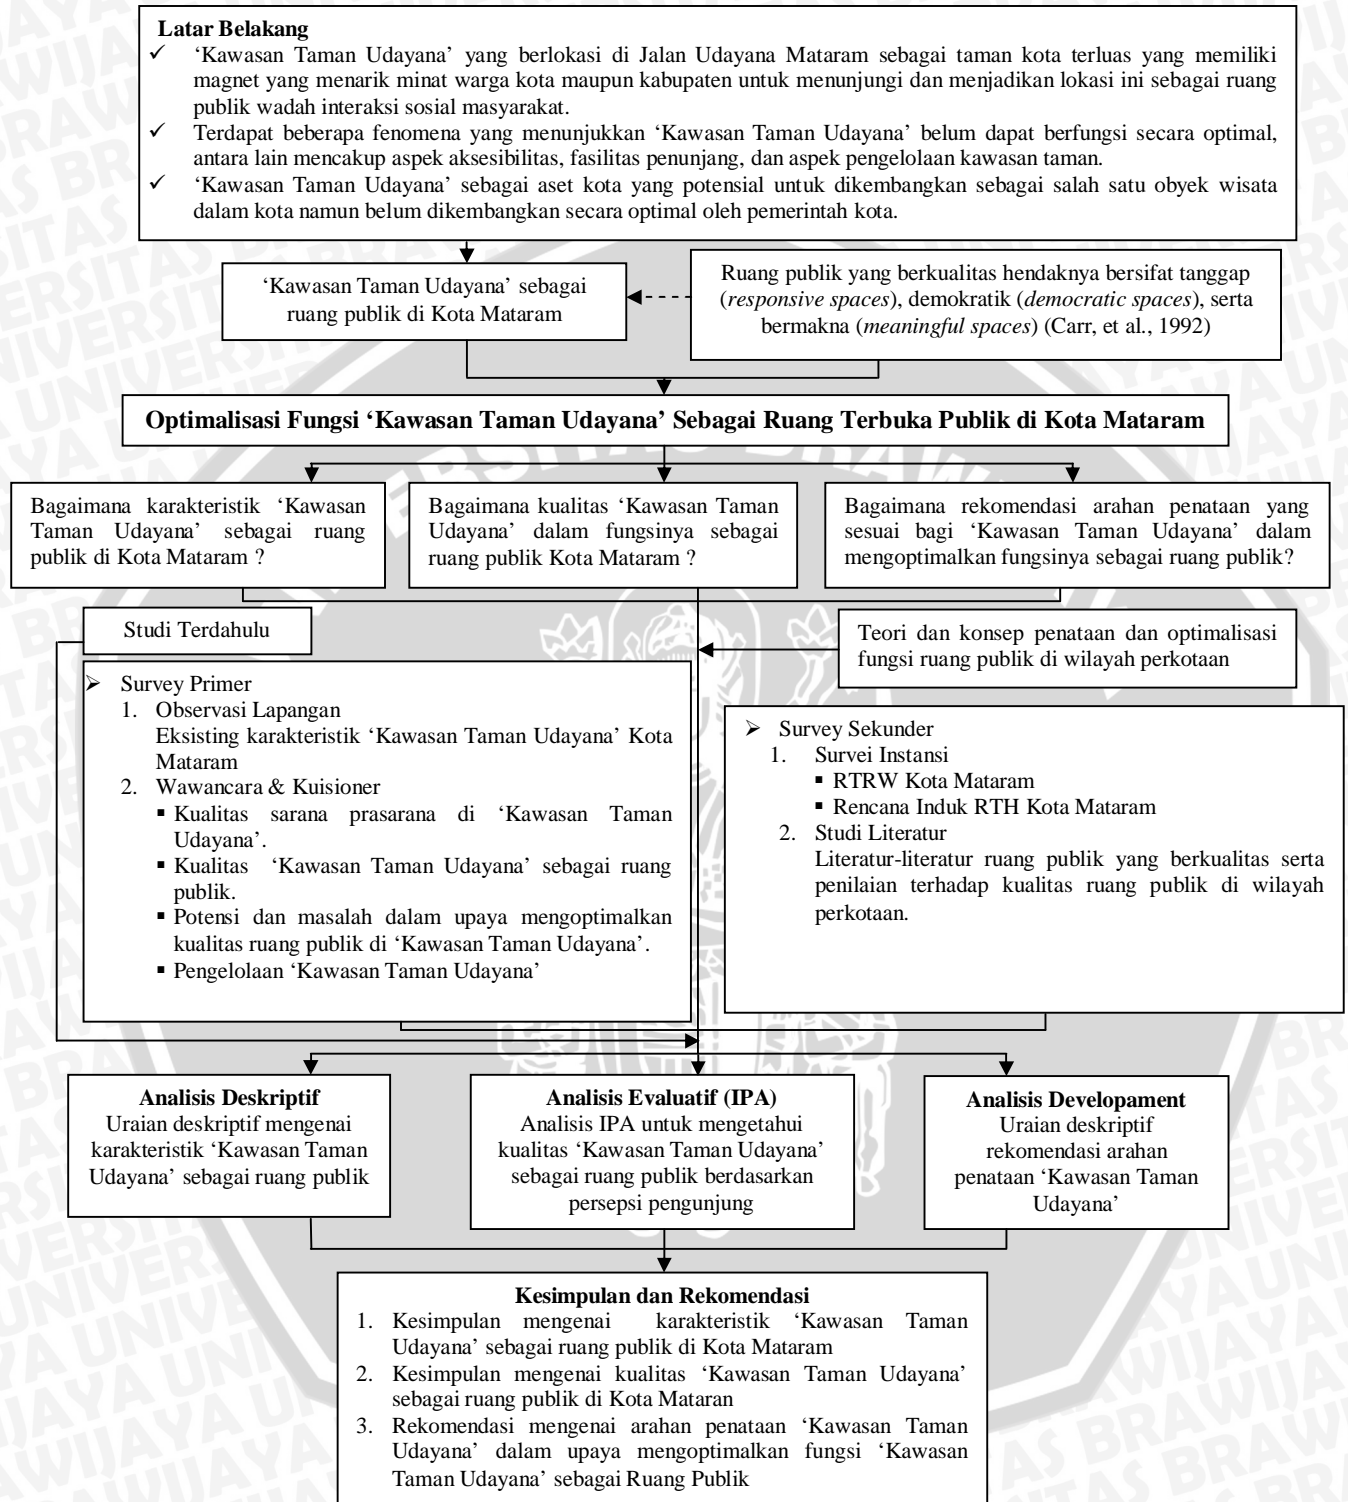 Latar Belakang
✓ ‘Kawasan Taman Udayana’ yang berlokasi di Jalan Udayana Mataram sebagai taman kota terluas yang memiliki
magnet yang menarik minat warga kota maupun kabupaten untuk menunjungi dan menjadikan lokasi ini sebagai ruang
publik wadah interaksi sosial masyarakat.
✓ Terdapat beberapa fenomena yang menunjukkan ‘Kawasan Taman Udayana’ belum dapat berfungsi secara optimal,
antara lain mencakup aspek aksesibilitas, fasilitas penunjang, dan aspek pengelolaan kawasan taman.
✓ ‘Kawasan Taman Udayana’ sebagai aset kota yang potensial untuk dikembangkan sebagai salah satu obyek wisata
dalam kota namun belum dikembangkan secara optimal oleh pemerintah kota.
‘Kawasan Taman Udayana’ sebagai
ruang publik di Kota Mataram
Ruang publik yang berkualitas hendaknya bersifat tanggap
(responsive spaces), demokratik (democratic spaces), serta
bermakna (meaningful spaces) (Carr, et al., 1992)
Optimalisasi Fungsi ‘Kawasan Taman Udayana’ Sebagai Ruang Terbuka Publik di Kota Mataram
Bagaimana karakteristik ‘Kawasan
Taman Udayana’ sebagai ruang
publik di Kota Mataram ?
Bagaimana kualitas ‘Kawasan Taman
Udayana’ dalam fungsinya sebagai
ruang publik Kota Mataram ?
Bagaimana rekomendasi arahan penataan yang
sesuai bagi ‘Kawasan Taman Udayana’ dalam
mengoptimalkan fungsinya sebagai ruang publik?
Studi Terdahulu
Teori dan konsep penataan dan optimalisasi
fungsi ruang publik di wilayah perkotaan
➢ Survey Primer
1. Observasi Lapangan
Eksisting karakteristik ‘Kawasan Taman Udayana’ Kota
Mataram
2. Wawancara & Kuisioner
▪ Kualitas sarana prasarana di ‘Kawasan Taman
Udayana’.
▪ Kualitas ‘Kawasan Taman Udayana’ sebagai ruang
publik.
▪ Potensi dan masalah dalam upaya mengoptimalkan
kualitas ruang publik di ‘Kawasan Taman Udayana’.
▪ Pengelolaan ‘Kawasan Taman Udayana’
➢ Survey Sekunder
1. Survei Instansi
▪ RTRW Kota Mataram
▪ Rencana Induk RTH Kota Mataram
2. Studi Literatur
Literatur-literatur ruang publik yang berkualitas serta
penilaian terhadap kualitas ruang publik di wilayah
perkotaan.
Analisis Deskriptif
Uraian deskriptif mengenai
karakteristik ‘Kawasan Taman
Udayana’ sebagai ruang publik
Analisis Evaluatif (IPA)
Analisis IPA untuk mengetahui
kualitas ‘Kawasan Taman Udayana’
sebagai ruang publik berdasarkan
persepsi pengunjung
Analisis Developament
Uraian deskriptif
rekomendasi arahan
penataan ‘Kawasan Taman
Udayana’
Kesimpulan dan Rekomendasi
1. Kesimpulan mengenai karakteristik ‘Kawasan Taman
Udayana’ sebagai ruang publik di Kota Mataram
2. Kesimpulan mengenai kualitas ‘Kawasan Taman Udayana’
sebagai ruang publik di Kota Mataran
3. Rekomendasi mengenai arahan penataan ‘Kawasan Taman
Udayana’ dalam upaya mengoptimalkan fungsi ‘Kawasan
Taman Udayana’ sebagai Ruang Publik